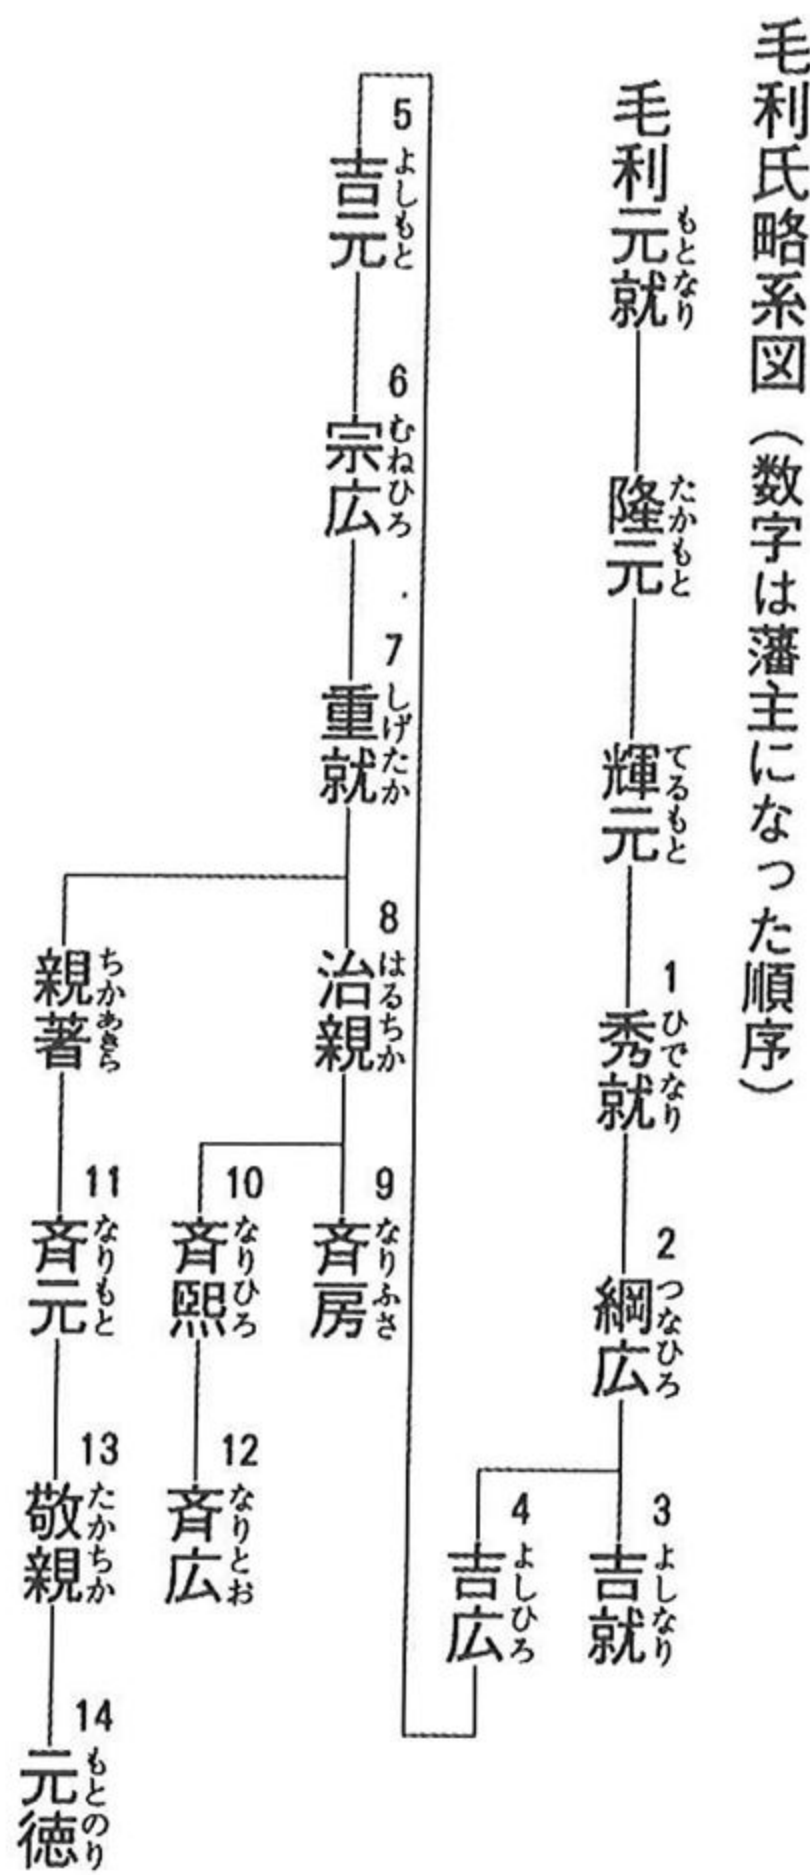 毛利氏略系図（数字は藩主になった順序）
毛利元就
もとなり
隆元
たかもと
輝元
てるもと
1
秀就
ひでなり
2
綱広
つなひろ
3
吉就
よしなり
4
吉広
よしひろ
5
吉元
よしもと
6
宗広
むねひろ
7
重就
しげたか
8
治親
はるちか
9
斉房
なりふさ
10
斉熙
なりひろ
12
斉広
なりとお
親著
ちかあきら
11
斉元
なりもと
13
敬親
たかちか
14
元徳
もとのり